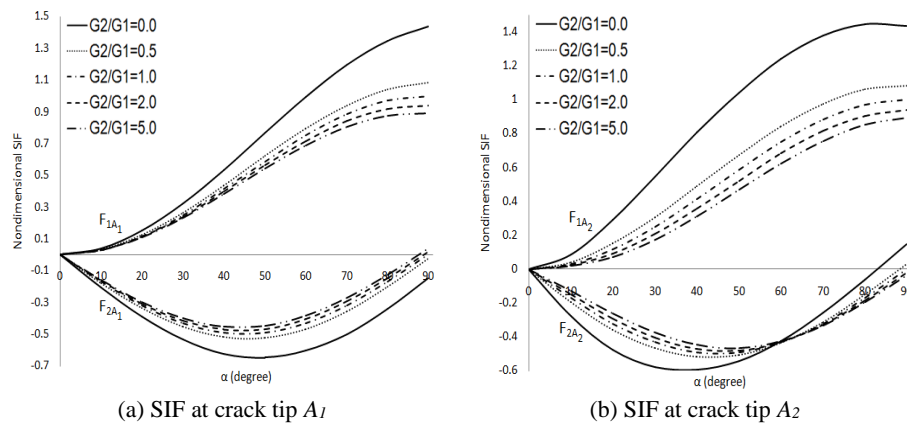 1.5
1.3
1.1
0.9
0.7
0.5
0.3
0.1
-0.1
-0.3
-0.5
-0.7
Nondimensional SIF
G2/G1=0.0
G2/G1=0.5
G2/G1=1.0
G2/G1=2.0
G2/G1=5.0
F1A1
F2A1
0 10 20 30 40 50 60 70 80 90
α (degree)
(a) SIF at crack tip A1
1.4
1.2
1
0.8
0.6
0.4
0.2
0
-0.2
-0.4
-0.6
Nondimensional SIF
G2/G1=0.0
G2/G1=0.5
G2/G1=1.0
G2/G1=2.0
G2/G1=5.0
F1A2
F2A2
0 10 20 30 40 50 60 70 80
α (degree)
(b) SIF at crack tip A2